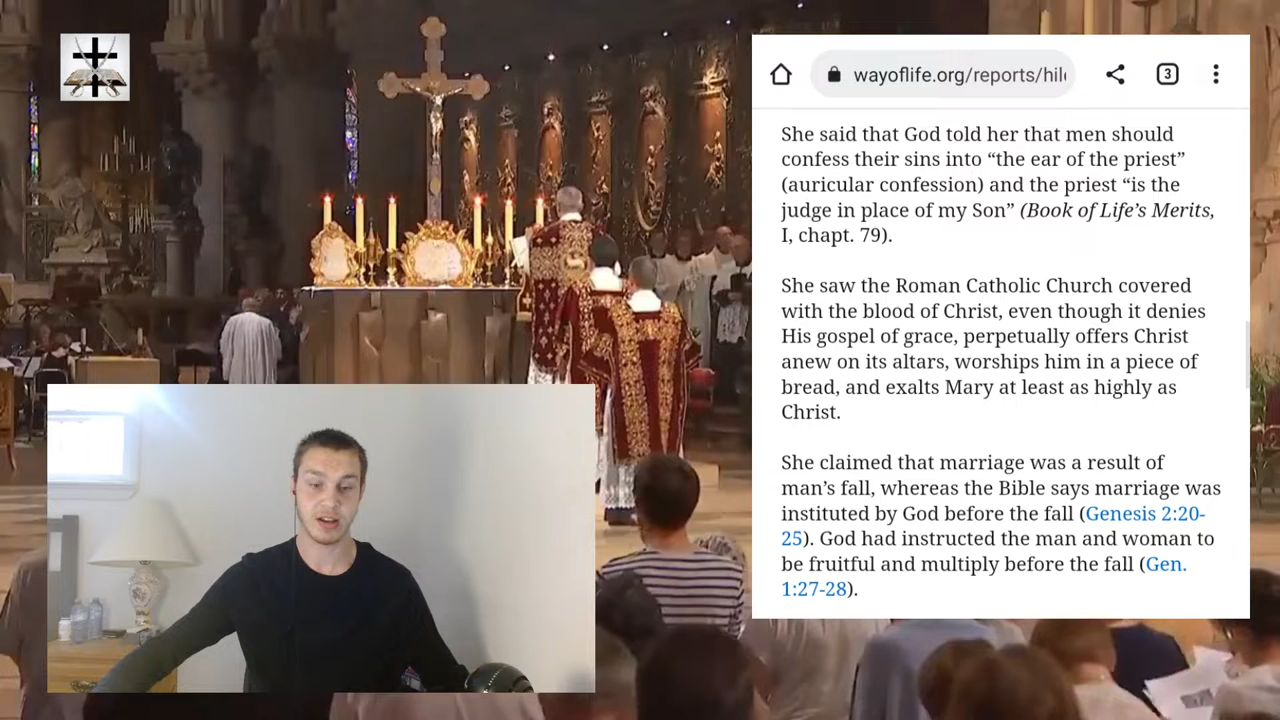 wayoflife.org/reports/hil
She said that God told her that men should
confess their sins into “the ear of the priest”
(auricular confession) and the priest “is the
judge in place of my Son” (Book of Life’s Merits,
I, chapt. 79).
She saw the Roman Catholic Church covered
with the blood of Christ, even though it denies
His gospel of grace, perpetually offers Christ
anew on its altars, worships him in a piece of
bread, and exalts Mary at least as highly as
Christ.
She claimed that marriage was a result of
man’s fall, whereas the Bible says marriage was
instituted by God before the fall (Genesis 2:20-
25). God had instructed the man and woman to
be fruitful and multiply before the fall (Gen.
1:27-28).
3